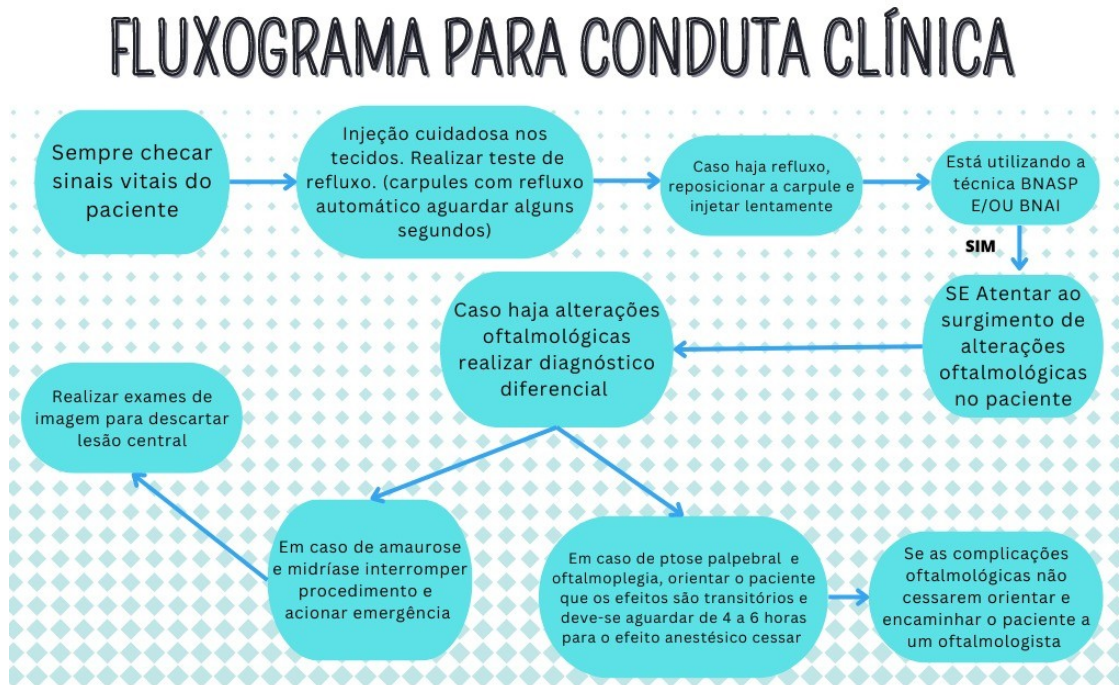 FLUXOGRAMA PARA CONDUTA CLÍNICA
Sempre checar
sinais vitais do
paciente
Injeção cuidadosa nos
tecidos. Realizar teste de
refluxo. (carpules com refluxo
automático aguardar alguns
segundos)
Caso haja refluxo,
reposicionar a carpule e
injetar lentamente
Está utilizando a
técnica BNASP
E/OU BNAI
SIM
SE Atentar ao
surgimento de
alterações
oftalmológicas
no paciente
Caso haja alterações
oftalmológicas
realizar diagnóstico
diferencial
Realizar exames de
imagem para descartar
lesão central
Em caso de amaurose
e midríase interromper
procedimento e
acionar emergência
Em caso de ptose palpebral e
oftalmoplegia, orientar o paciente
que os efeitos são transitórios e
deve-se aguardar de 4 a 6 horas
para o efeito anestésico cessar
Se as complicações
oftalmológicas não
cessarem orientar e
encaminhar o paciente a
um oftalmologista